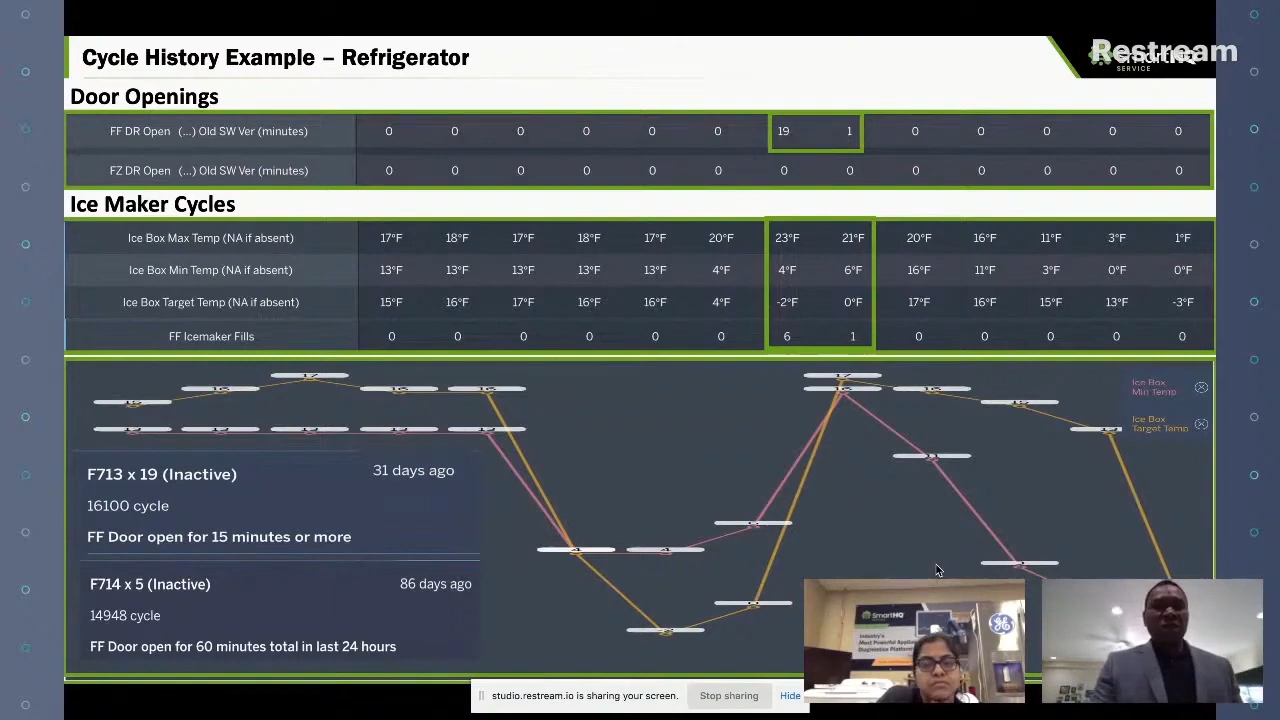 Cycle History Example – Refrigerator
Restream
SERVICE
Door Openings
FF DR Open (...) Old SW Ver (minutes) 0 0 0 0 0 0 19 1 0 0 0 0 0
FZ DR Open (...) Old SW Ver (minutes) 0 0 0 0 0 0 0 0 0 0 0 0 0
Ice Maker Cycles
Ice Box Max Temp (NA if absent) 17°F 18°F 17°F 18°F 17°F 20°F 23°F 21°F 20°F 16°F 11°F 3°F 1°F
Ice Box Min Temp (NA if absent) 13°F 13°F 13°F 13°F 13°F 4°F 4°F 6°F 16°F 11°F 3°F 0°F 0°F
Ice Box Target Temp (NA if absent) 15°F 16°F 17°F 16°F 16°F 4°F -2°F 0°F 17°F 16°F 15°F 13°F -3°F
FF Icemaker Fills 0 0 0 0 0 0 6 1 0 0 0 0 0
Ice Box
Min Temp
Ice Box
Target Temp
F713 x 19 (Inactive) 31 days ago
16100 cycle
FF Door open for 15 minutes or more
F714 x 5 (Inactive) 86 days ago
14948 cycle
FF Door open for 60 minutes total in last 24 hours
SmartHQ
Industry's
Most Powerful
studio.restream.io is sharing your screen. Stop sharing Hide